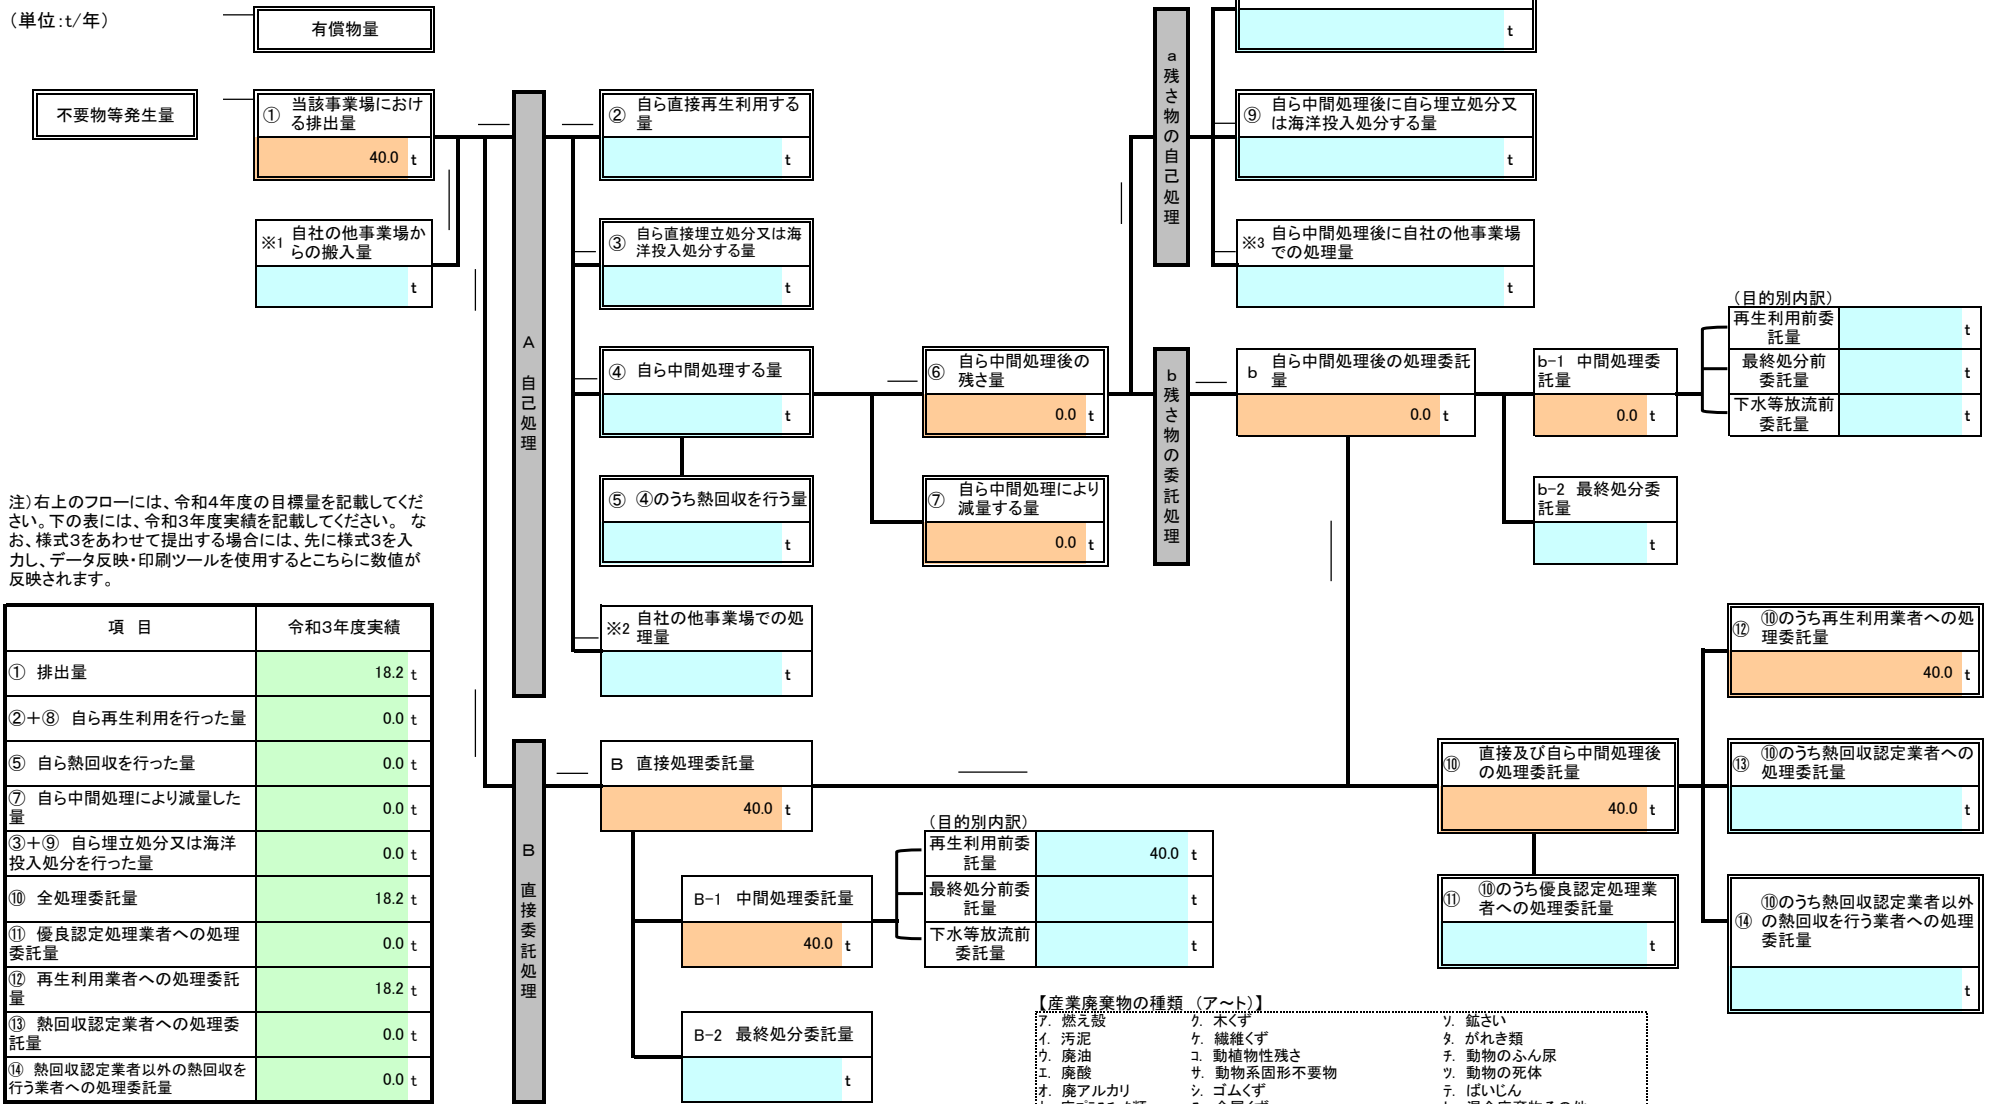 （単位：t/年）
有償物量
t
不要物等発生量
① 当該事業場におけ
る排出量
40.0 t
② 自ら直接再生利用する
量
t
a 残さ物の自己処理
⑨ 自ら中間処理後に自ら埋立処分又
は海洋投入処分する量
t
※1 自社の他事業場か
らの搬入量
t
③ 自ら直接埋立処分又は海
洋投入処分する量
t
※3 自ら中間処理後に自社の他事業場
での処理量
t
A 自己処理
④ 自ら中間処理する量
t
⑥ 自ら中間処理後の
残さ量
0.0 t
b 残さ物の委託処理
b 自ら中間処理後の処理委託
量
0.0 t
b-1 中間処理委
託量
0.0 t
（目的別内訳）
再生利用前委
託量
t
最終処分前
委託量
t
下水等放流前
委託量
t
⑤ ④のうち熱回収を行う量
t
⑦ 自ら中間処理により
減量する量
0.0 t
b-2 最終処分委
託量
t
注）右上のフローには、令和４年度の目標量を記載してくだ
さい。下の表には、令和３年度実績を記載してください。 な
お、様式３をあわせて提出する場合には、先に様式３を入
力し、データ反映・印刷ツールを使用するとこちらに数値が
反映されます。
項 目 令和３年度実績
① 排出量 18.2 t
②＋⑧ 自ら再生利用を行った量 0.0 t
⑤ 自ら熱回収を行った量 0.0 t
⑦ 自ら中間処理により減量した
量 0.0 t
③＋⑨ 自ら埋立処分又は海洋
投入処分を行った量 0.0 t
⑩ 全処理委託量 18.2 t
⑪ 優良認定処理業者への処理
委託量 0.0 t
⑫ 再生利用業者への処理委託
量 18.2 t
⑬ 熱回収認定業者への処理委
託量 0.0 t
⑭ 熱回収認定業者以外の熱回収を
行う業者への処理委託量 0.0 t
※2 自社の他事業場での処
理量
t
B 直接委託処理
B 直接処理委託量
40.0 t
B-1 中間処理委託量
40.0 t
B-2 最終処分委託量
t
（目的別内訳）
再生利用前委
託量
40.0 t
最終処分前委
託量
t
下水等放流前
委託量
t
⑩ 直接及び自ら中間処理後
の処理委託量
40.0 t
⑪ ⑩のうち優良認定処理業
者への処理委託量
t
⑫ ⑩のうち再生利用業者への処
理委託量
40.0 t
⑬ ⑩のうち熱回収認定業者への
処理委託量
t
⑭ ⑩のうち熱回収認定業者以外
の熱回収を行う業者への処理
委託量
t
【産業廃棄物の種類 （ア～ト）】
ア. 燃え殻 ク. 木くず ソ. 鉱さい
イ. 汚泥 ケ. 繊維くず タ. がれき類
ウ. 廃油 コ. 動植物性残さ チ. 動物のふん尿
エ. 廃酸 サ. 動物系固形不要物 ツ. 動物の死体
オ. 廃アルカリ シ. ゴムくず テ. ばいじん